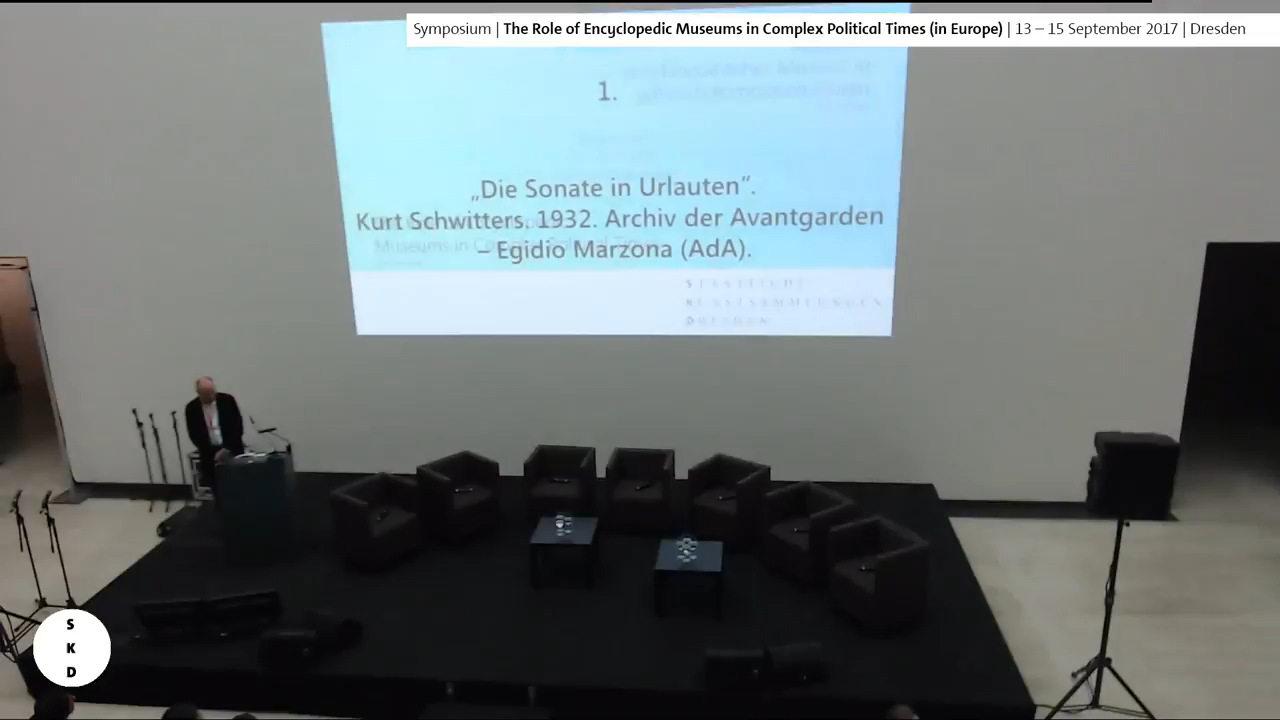 Symposium | The Role of Encyclopedic Museums in Complex Political Times (in Europe) | 13 – 15 September 2017 | Dresden
1.
„Die Sonate in Urlauten“.
Kurt Schwitters. 1932. Archiv der Avantgarden
– Egidio Marzona (AdA).
STAATLICHE
KUNSTSAMMLUNGEN
DRESDEN
S
K
D